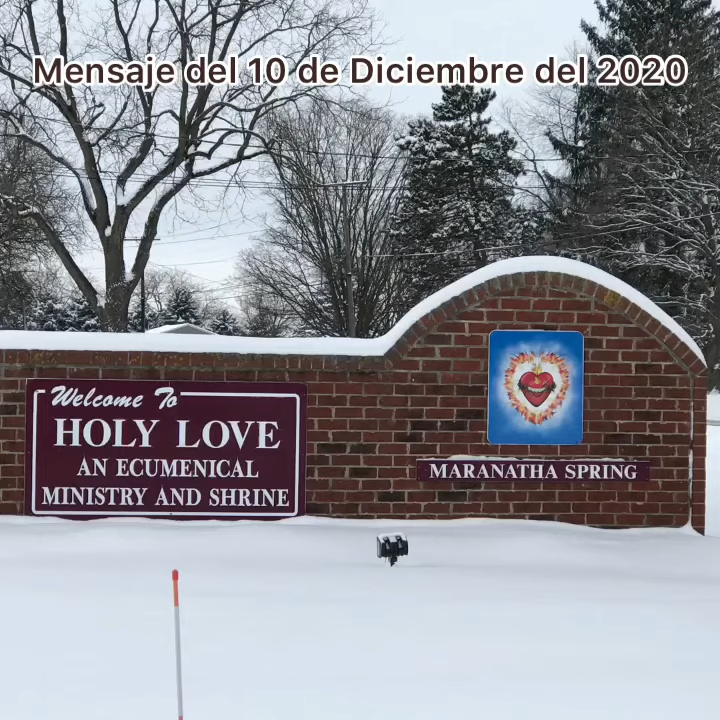 Mensaje del 10 de Diciembre del 2020
Welcome To
HOLY LOVE
AN ECUMENICAL
MINISTRY AND SHRINE
MARANATHA SPRING